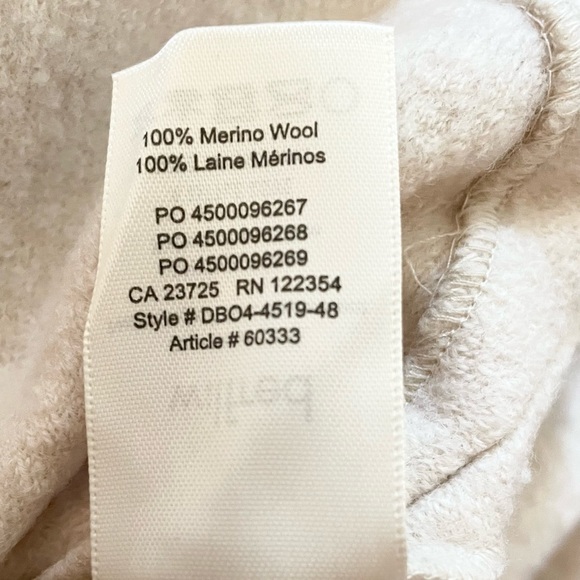 100% Merino Wool
100% Laine Mérinos
PO 4500096267
PO 4500096268
PO 4500096269
CA 23725 RN 122354
Style # DBO4-4519-48
Article # 60333
wilfred